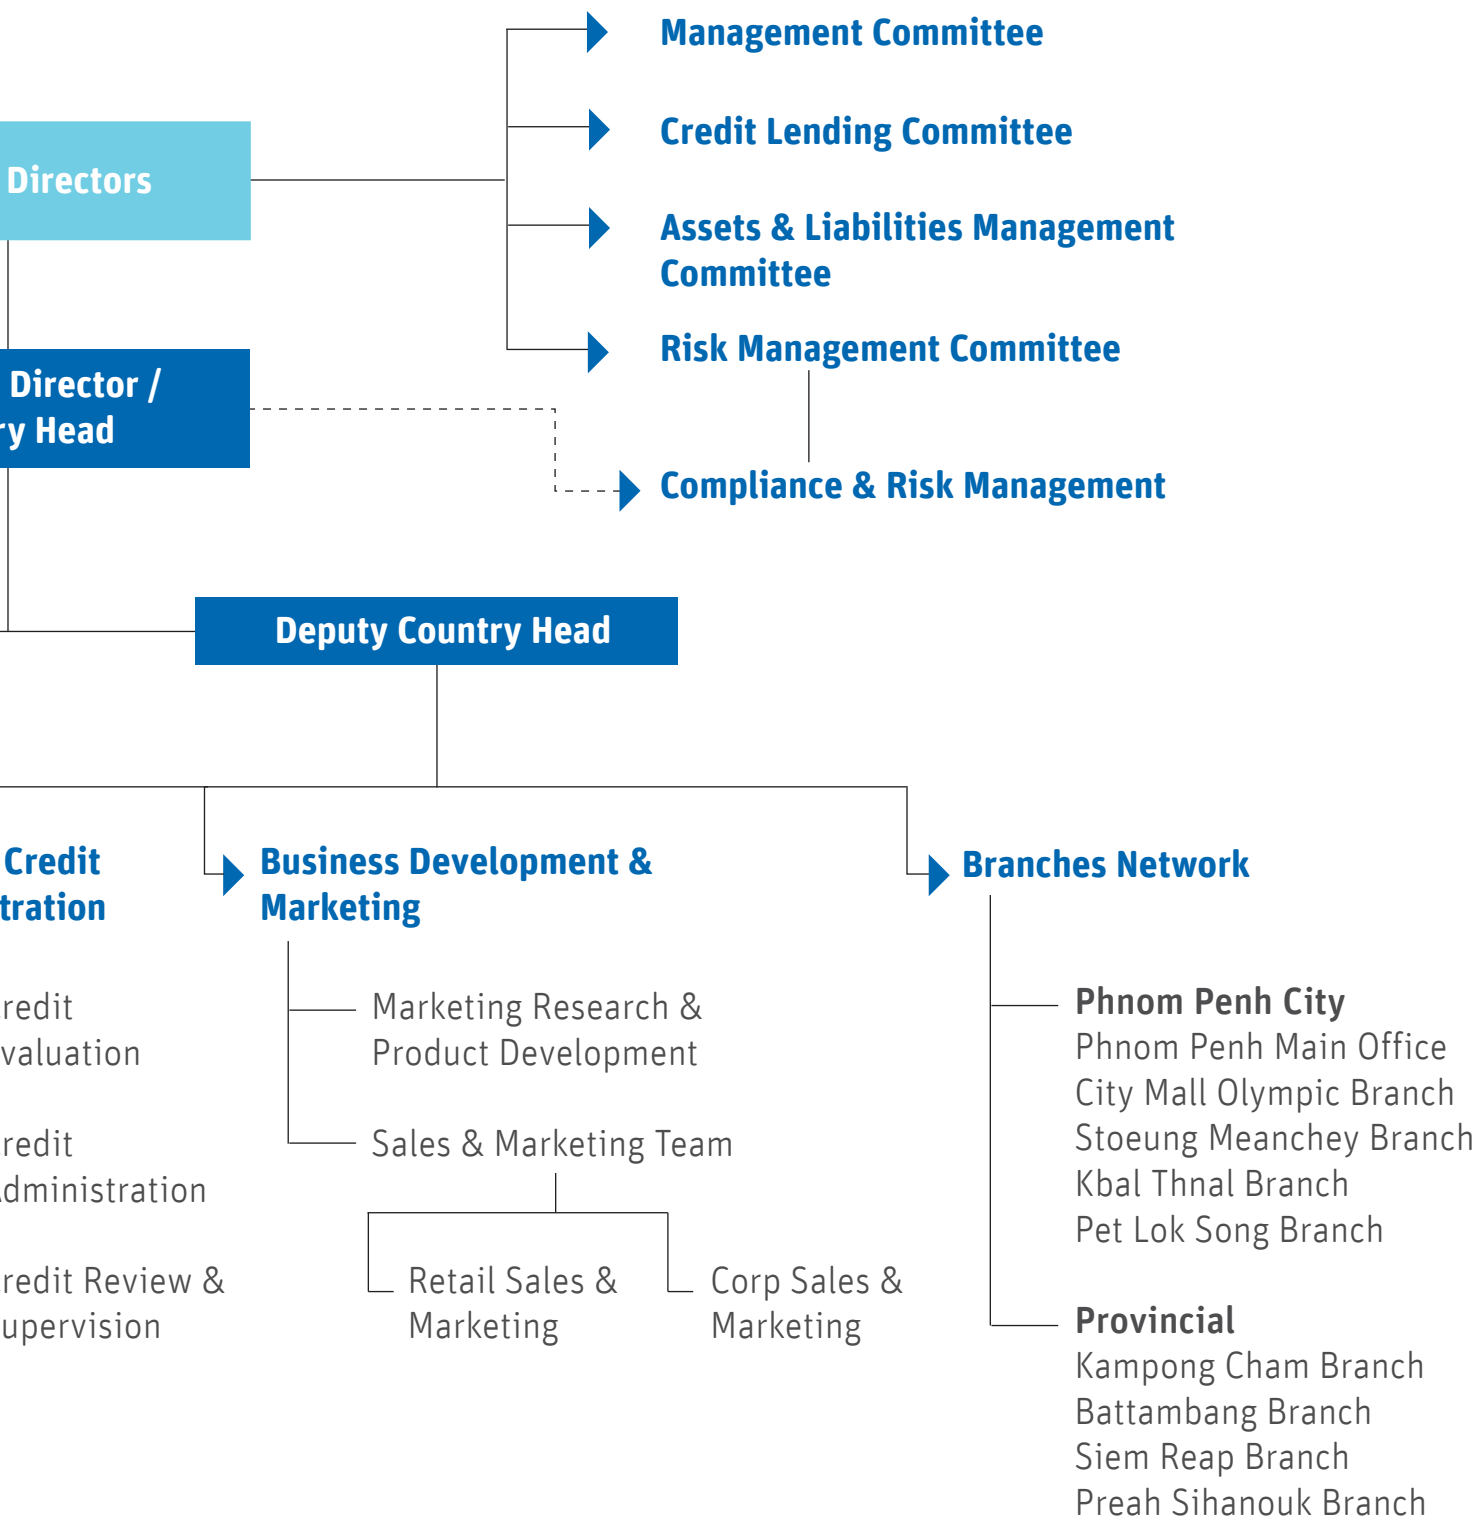 Management Committee
Credit Lending Committee
Directors
Assets & Liabilities Management
Committee
Risk Management Committee
Director /
ry Head
Compliance & Risk Management
Deputy Country Head
Credit
tration
Business Development &
Marketing
Branches Network
redit
valuation
redit
dministration
redit Review &
upervision
Marketing Research &
Product Development
Sales & Marketing Team
Retail Sales &
Marketing
Corp Sales &
Marketing
Phnom Penh City
Phnom Penh Main Office
City Mall Olympic Branch
Stoeung Meanchey Branch
Kbal Thnal Branch
Pet Lok Song Branch
Provincial
Kampong Cham Branch
Battambang Branch
Siem Reap Branch
Preah Sihanouk Branch